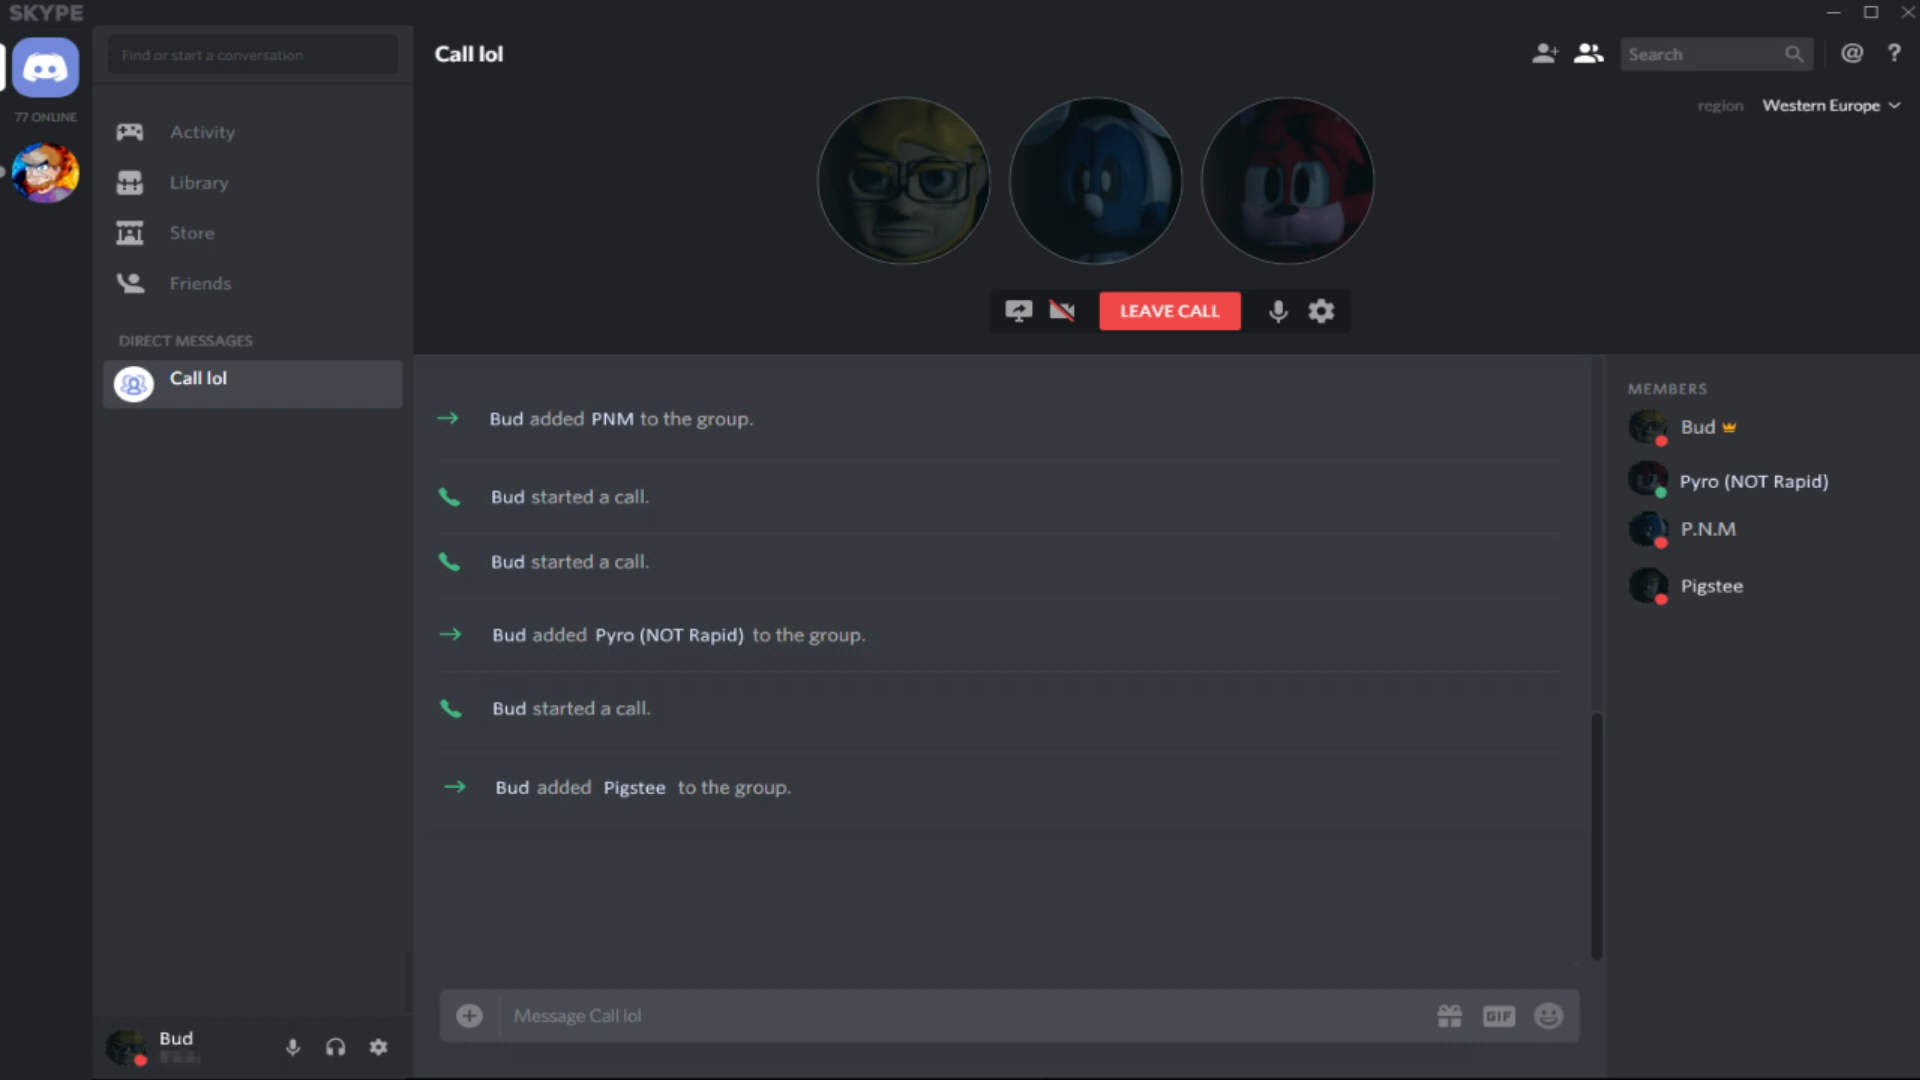 SKYPE
Find or start a conversation
77 ONLINE
Activity
Library
Store
Friends
DIRECT MESSAGES
Call lol
Bud
Call lol
Search
region Western Europe
LEAVE CALL
Bud added PNM to the group.
Bud started a call.
Bud started a call.
Bud added Pyro (NOT Rapid) to the group.
Bud started a call.
Bud added Pigstee to the group.
Message Call lol
GIF
MEMBERS
Bud
Pyro (NOT Rapid)
P.N.M
Pigstee